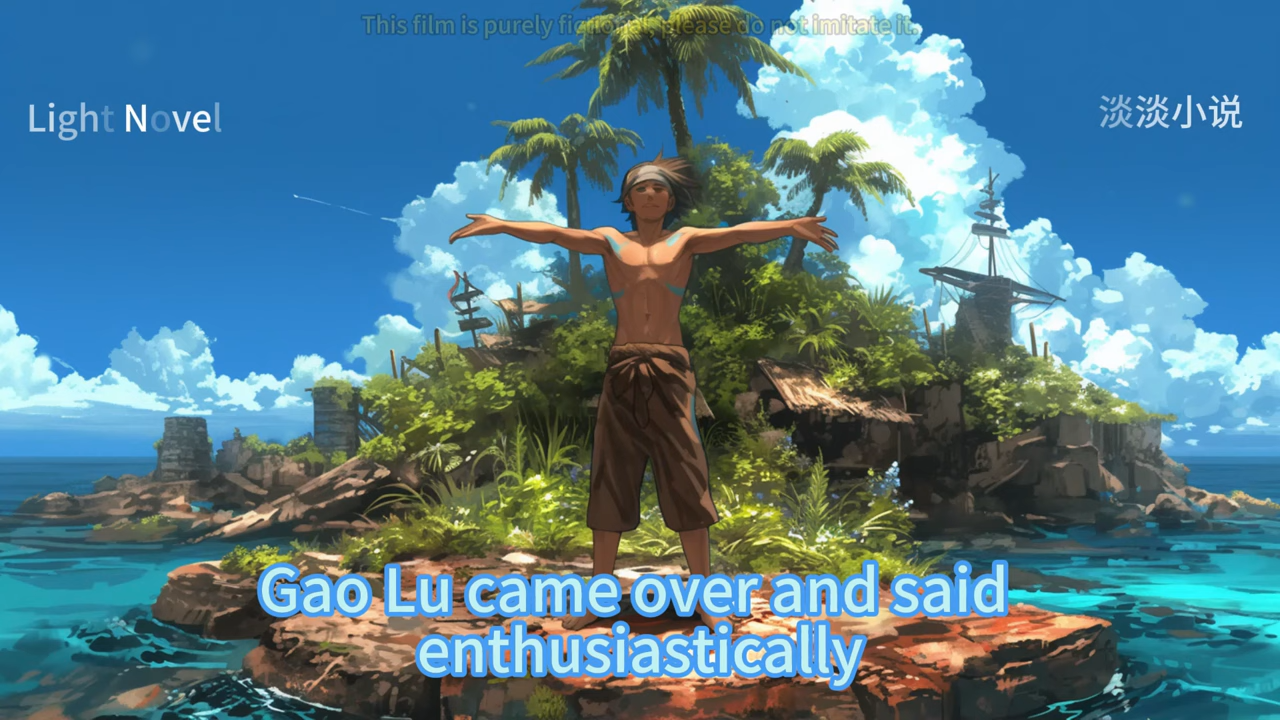 This film is purely fictional, please do not imitate it.
Light Novel
淡淡小说
Gao Lu came over and said
enthusiastically